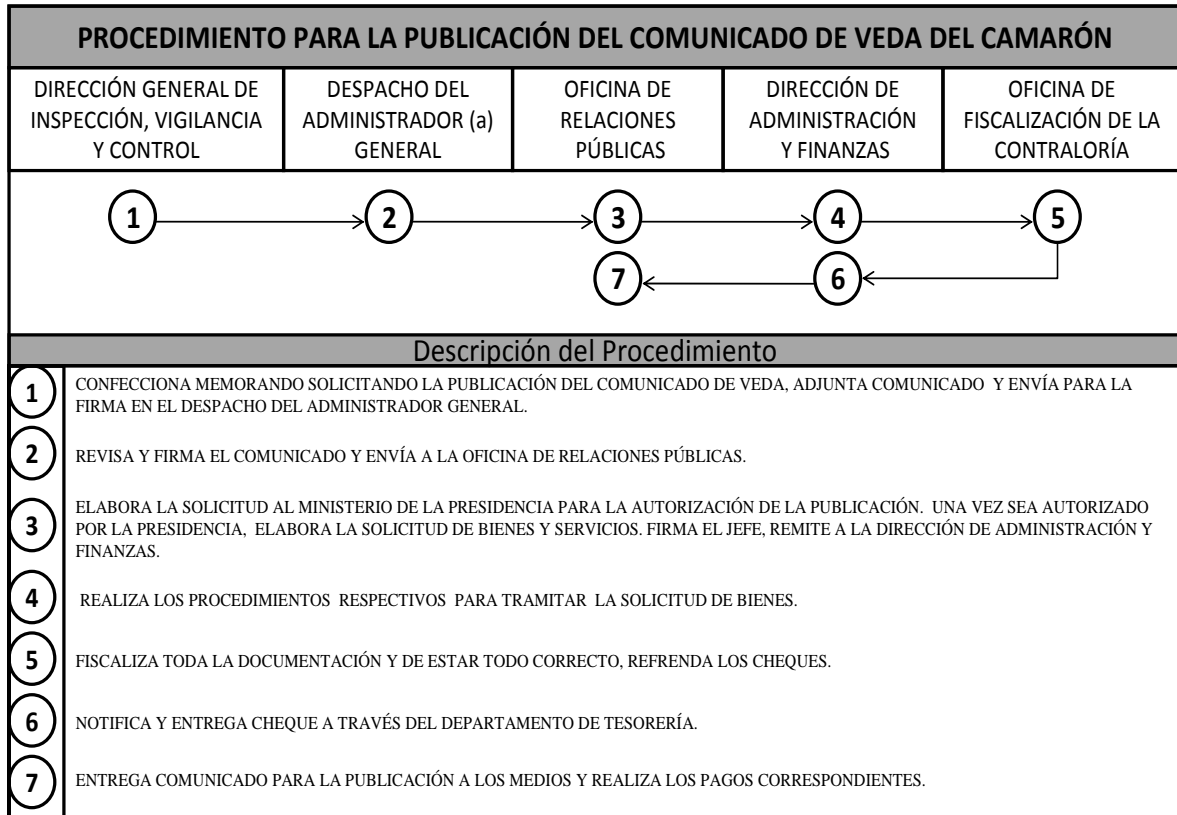 PROCEDIMIENTO PARA LA PUBLICACIÓN DEL COMUNICADO DE VEDA DEL CAMARÓN
DIRECCIÓN GENERAL DE
INSPECCIÓN, VIGILANCIA
Y CONTROL
DESPACHO DEL
ADMINISTRADOR (a)
GENERAL
OFICINA DE
RELACIONES
PÚBLICAS
DIRECCIÓN DE
ADMINISTRACIÓN
Y FINANZAS
OFICINA DE
FISCALIZACIÓN DE LA
CONTRALORÍA
1
2
3
4
5
7
6
Descripción del Procedimiento
1
CONFECCIONA MEMORANDO SOLICITANDO LA PUBLICACIÓN DEL COMUNICADO DE VEDA, ADJUNTA COMUNICADO Y ENVÍA PARA LA
FIRMA EN EL DESPACHO DEL ADMINISTRADOR GENERAL.
2
REVISA Y FIRMA EL COMUNICADO Y ENVÍA A LA OFICINA DE RELACIONES PÚBLICAS.
3
ELABORA LA SOLICITUD AL MINISTERIO DE LA PRESIDENCIA PARA LA AUTORIZACIÓN DE LA PUBLICACIÓN. UNA VEZ SEA AUTORIZADO
POR LA PRESIDENCIA, ELABORA LA SOLICITUD DE BIENES Y SERVICIOS. FIRMA EL JEFE, REMITE A LA DIRECCIÓN DE ADMINISTRACIÓN Y
FINANZAS.
4
REALIZA LOS PROCEDIMIENTOS RESPECTIVOS PARA TRAMITAR LA SOLICITUD DE BIENES.
5
FISCALIZA TODA LA DOCUMENTACIÓN Y DE ESTAR TODO CORRECTO, REFRENDA LOS CHEQUES.
6
NOTIFICA Y ENTREGA CHEQUE A TRAVÉS DEL DEPARTAMENTO DE TESORERÍA.
7
ENTREGA COMUNICADO PARA LA PUBLICACIÓN A LOS MEDIOS Y REALIZA LOS PAGOS CORRESPONDIENTES.